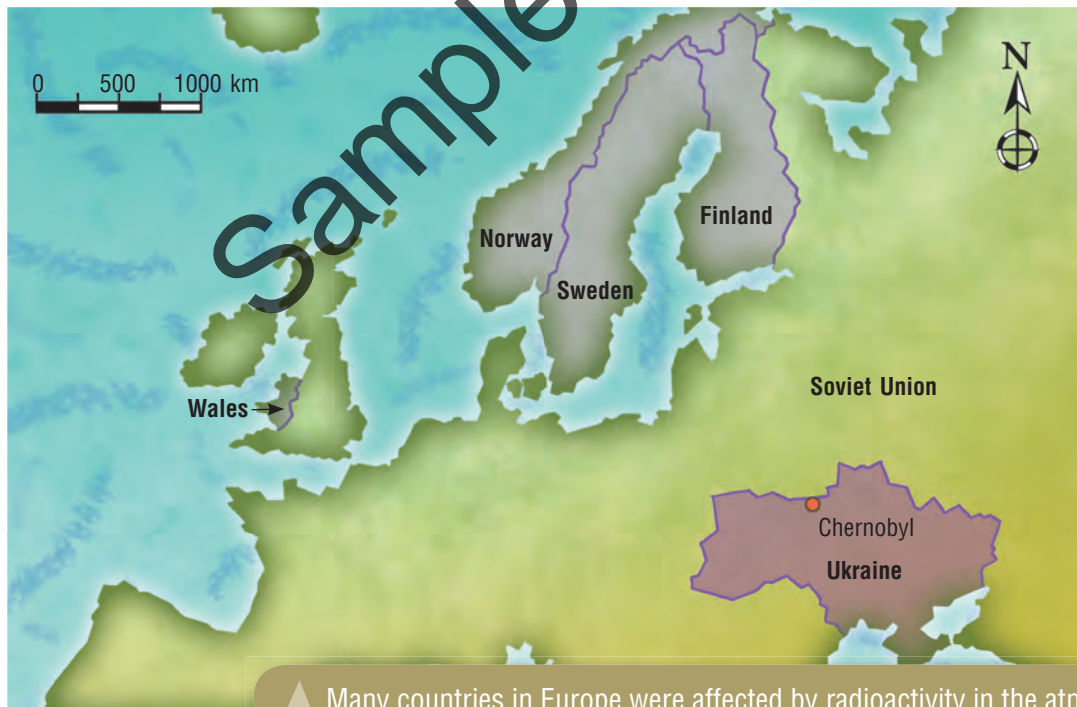 Sample
0 500 1000 km
N
Norway
Finland
Sweden
Wales
Soviet Union
Chernobyl
Ukraine
Many countries in Europe were affected by radioactivity in the